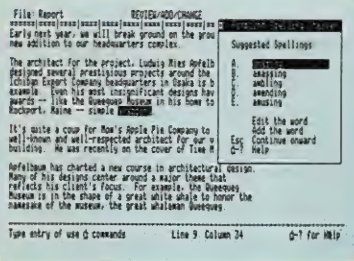 File: Report REVIEW/ADD/CHANGE
Early next year, we will break ground on the grou
new addition to our headquarters complex.
The architect for the project, Ludwig Mies Apfelb
designed several prestigious projects around the
Ichiban Export Company headquarters in Osaka is b
example. Even his most insignificant designs hav
awards -- like the Queequeg Museum in his home to
Rockport, Maine -- simple
It's quite a coup for Mom's Apple Pie Company to
well-known and well-respected architect for our
building. He was recently on the cover of Time M
Apfelbaum has charted a new course in architectural design.
Many of his designs center around a major theme that
reflects his client's focus. For example, the Queequeg
Museum is in the shape of a great white whale to honor the
namesake of the museum, the great whaleman Queequeg.
Suggested Spellings
A.
B. amassing
C. ambling
D. amending
E. amusing
Edit the word
Add the word
Esc Continue onward
Help
Type entry or use commands Line 9 Column 34 for Help